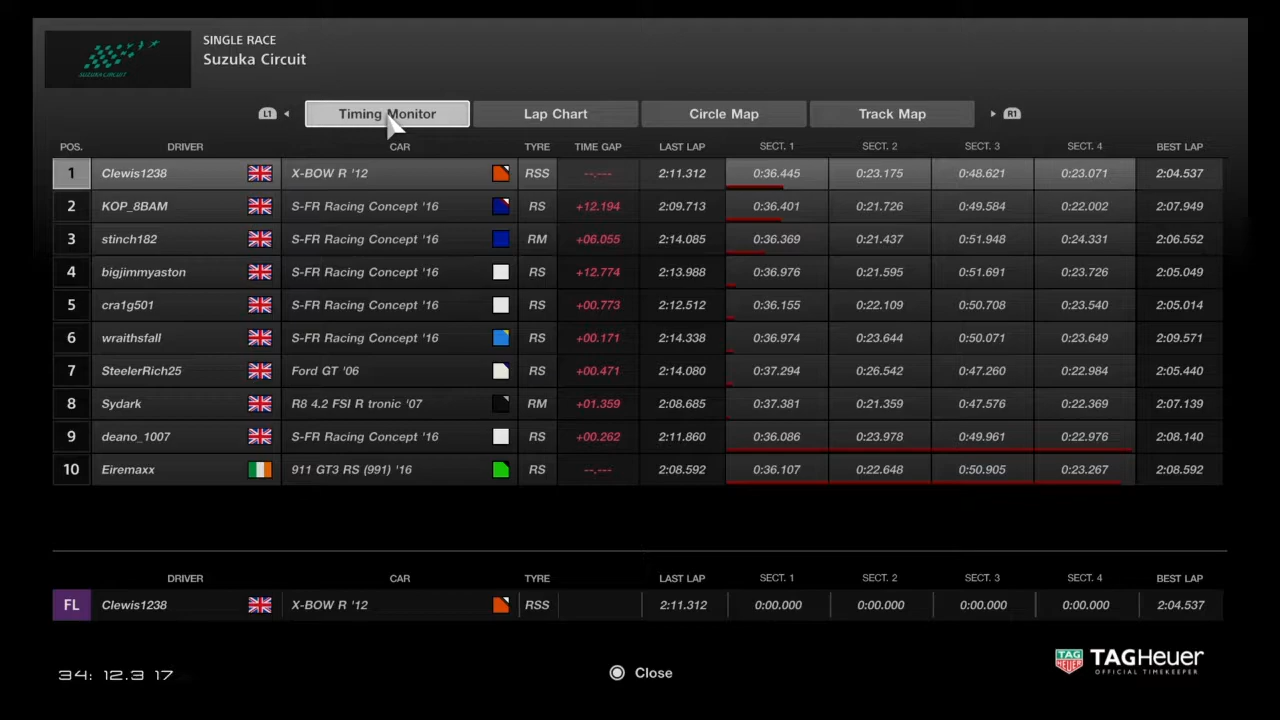 SINGLE RACE
Suzuka Circuit
SUZUKA CIRCUIT
L1 Timing Monitor Lap Chart Circle Map Track Map R1
POS. DRIVER CAR TYRE TIME GAP LAST LAP SECT. 1 SECT. 2 SECT. 3 SECT. 4 BEST LAP
1 Clewis1238 X-BOW R '12 RSS --.--- 2:11.312 0:36.445 0:23.175 0:48.621 0:23.071 2:04.537
2 KOP_8BAM S-FR Racing Concept '16 RS +12.194 2:09.713 0:36.401 0:21.726 0:49.584 0:22.002 2:07.949
3 stinch182 S-FR Racing Concept '16 RM +06.055 2:14.085 0:36.369 0:21.437 0:51.948 0:24.331 2:06.552
4 bigjimmyaston S-FR Racing Concept '16 RS +12.774 2:13.988 0:36.976 0:21.595 0:51.691 0:23.726 2:05.049
5 cra1g501 S-FR Racing Concept '16 RS +00.773 2:12.512 0:36.155 0:22.109 0:50.708 0:23.540 2:05.014
6 wraithsfall S-FR Racing Concept '16 RS +00.171 2:14.338 0:36.974 0:23.644 0:50.071 0:23.649 2:09.571
7 SteelerRich25 Ford GT '06 RS +00.471 2:14.080 0:37.294 0:26.542 0:47.260 0:22.984 2:05.440
8 Sydark R8 4.2 FSI R tronic '07 RM +01.359 2:08.685 0:37.381 0:21.359 0:47.576 0:22.369 2:07.139
9 deano_1007 S-FR Racing Concept '16 RS +00.262 2:11.860 0:36.086 0:23.978 0:49.961 0:22.976 2:08.140
10 Eiremaxx 911 GT3 RS (991) '16 RS --.--- 2:08.592 0:36.107 0:22.648 0:50.905 0:23.267 2:08.592
DRIVER CAR TYRE LAST LAP SECT. 1 SECT. 2 SECT. 3 SECT. 4 BEST LAP
FL Clewis1238 X-BOW R '12 RSS 2:11.312 0:00.000 0:00.000 0:00.000 0:00.000 2:04.537
34: 12.3 17
Close
TAG HEUER TAGHeuer
OFFICIAL TIMEKEEPER